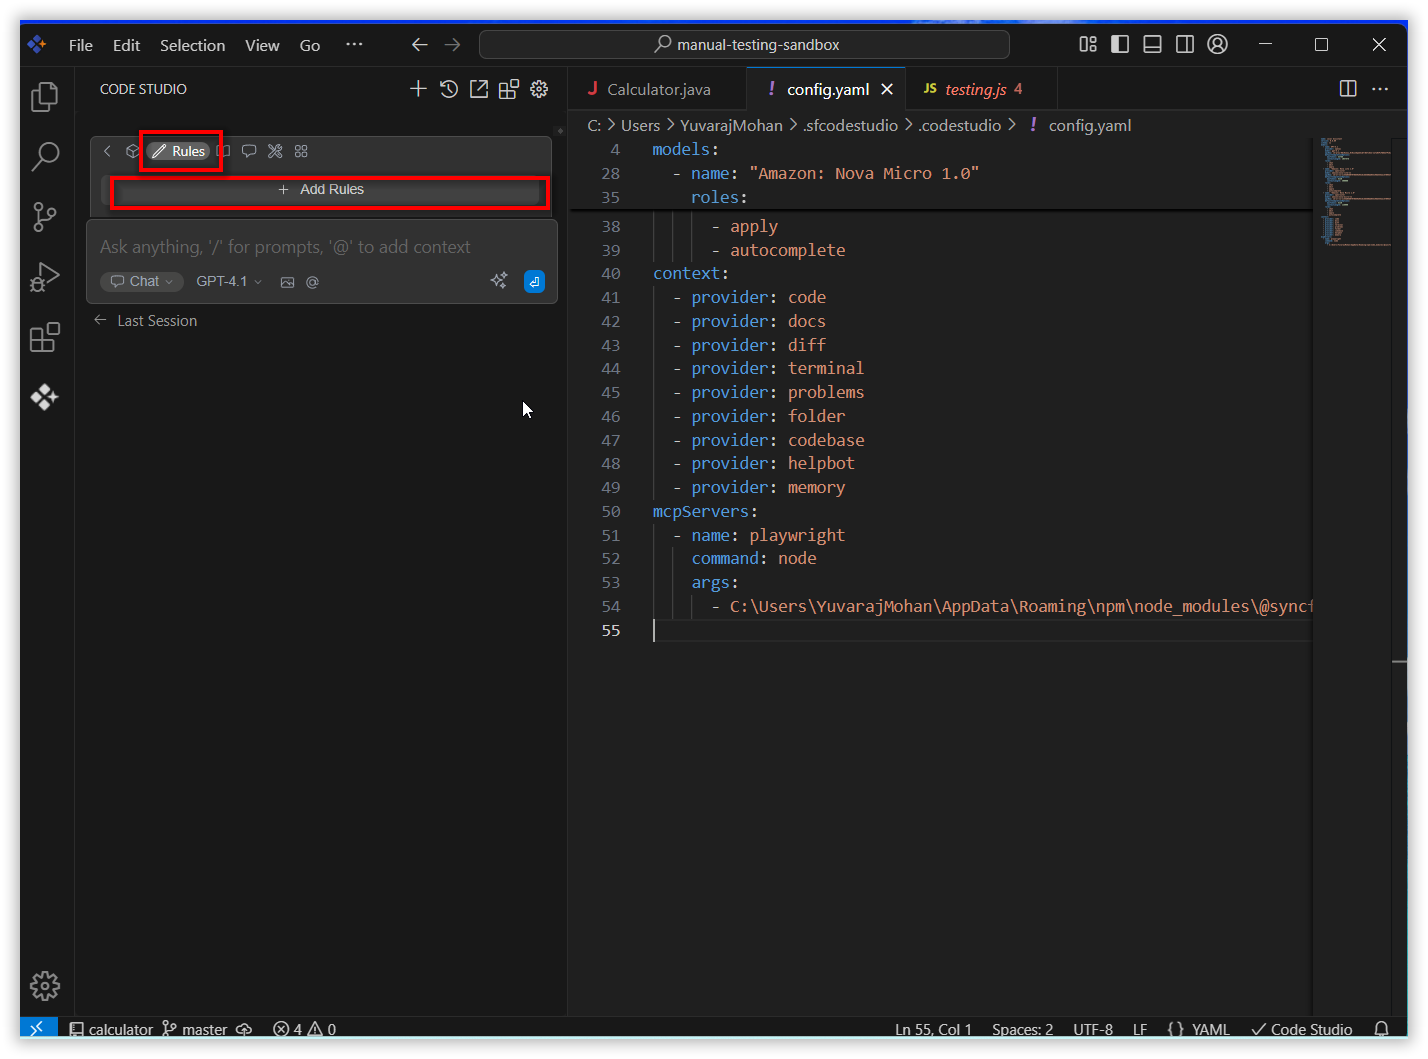 File Edit Selection View Go ··· manual-testing-sandbox
CODE STUDIO
Calculator.java
! config.yaml
JS testing.js 4
C: > Users > YuvarajMohan > .sfcodestudio > .codestudio > ! config.yaml
Rules
+ Add Rules
Ask anything, '/' for prompts, '@' to add context
Chat GPT-4.1 @
Last Session
4 models:
28 - name: "Amazon: Nova Micro 1.0"
35 roles:
38 - apply
39 - autocomplete
40 context:
41 - provider: code
42 - provider: docs
43 - provider: diff
44 - provider: terminal
45 - provider: problems
46 - provider: folder
47 - provider: codebase
48 - provider: helpbot
49 - provider: memory
50 mcpServers:
51 - name: playwright
52 command: node
53 args:
54 - C:\Users\YuvarajMohan\AppData\Roaming\npm\node_modules\@syncf
55
calculator master 4 0 Ln 55, Col 1 Spaces: 2 UTF-8 LF {} YAML Code Studio